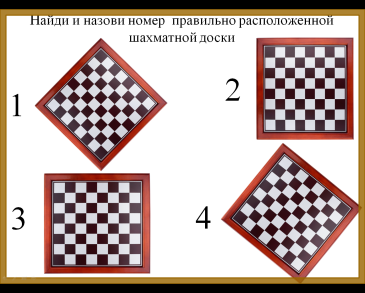 Найди и назови номер правильно расположенной
шахматной доски
1
2
3
4